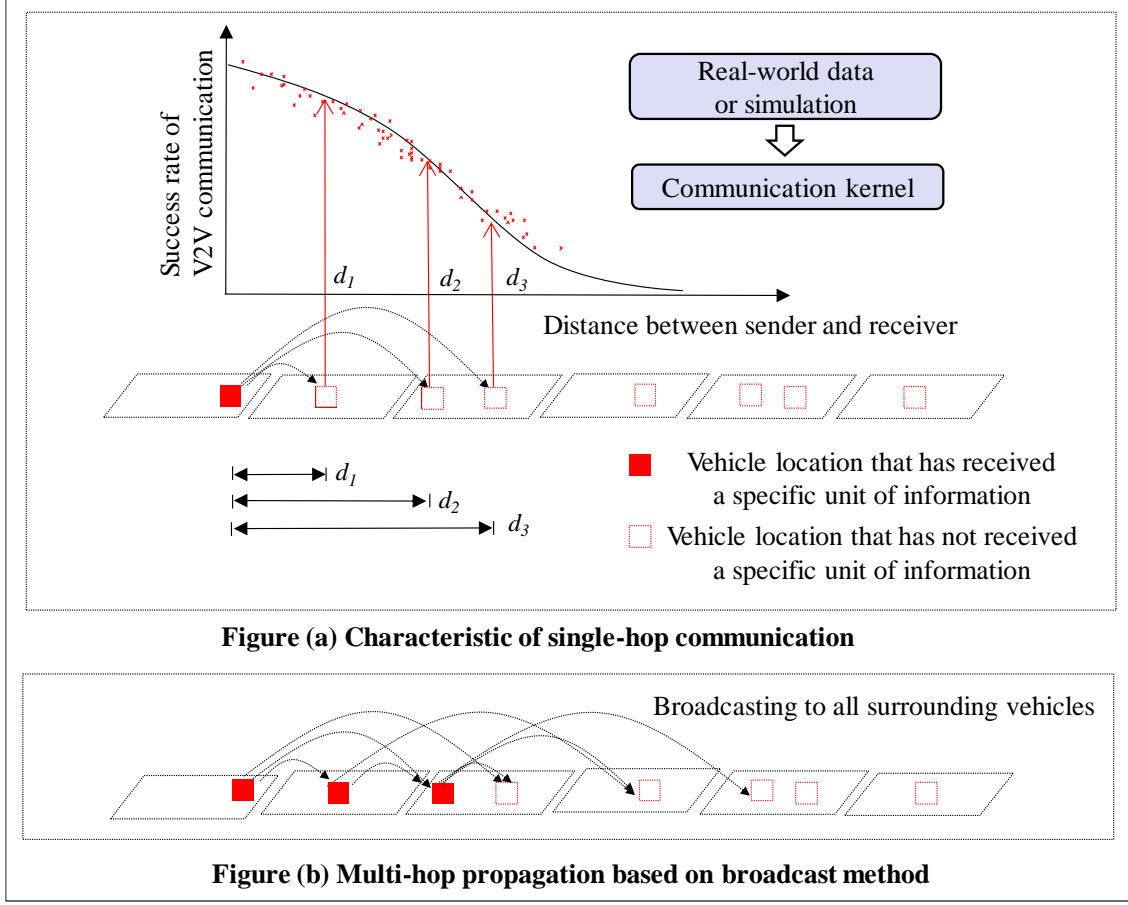 Success rate of
V2V communication
Real-world data
or simulation
Communication kernel
d1
d2
d3
Distance between sender and receiver
d1
d2
d3
Vehicle location that has received
a specific unit of information
Vehicle location that has not received
a specific unit of information
Figure (a) Characteristic of single-hop communication
Broadcasting to all surrounding vehicles
Figure (b) Multi-hop propagation based on broadcast method